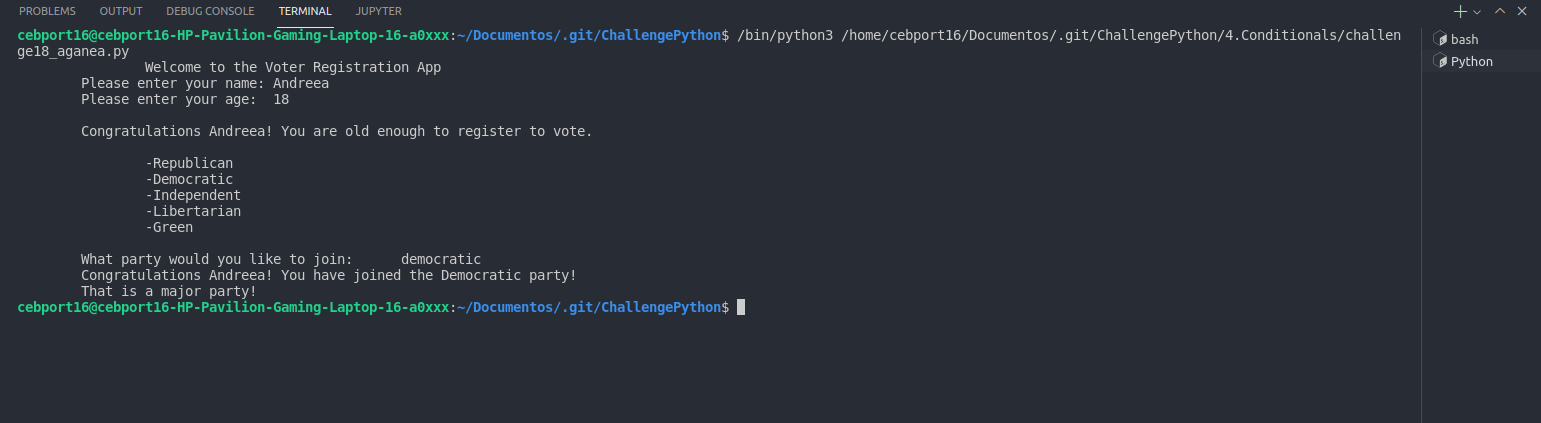 PROBLEMS OUTPUT DEBUG CONSOLE TERMINAL JUPYTER
cebport16@cebport16-HP-Pavilion-Gaming-Laptop-16-a0xxx:~/Documentos/.git/ChallengePython$ /bin/python3 /home/cebport16/Documentos/.git/ChallengePython/4.Conditionals/challen
ge18_aganea.py
Welcome to the Voter Registration App
Please enter your name: Andreea
Please enter your age:  18
Congratulations Andreea! You are old enough to register to vote.
-Republican
-Democratic
-Independent
-Libertarian
-Green
What party would you like to join:      democratic
Congratulations Andreea! You have joined the Democratic party!
That is a major party!
cebport16@cebport16-HP-Pavilion-Gaming-Laptop-16-a0xxx:~/Documentos/.git/ChallengePython$
bash
Python